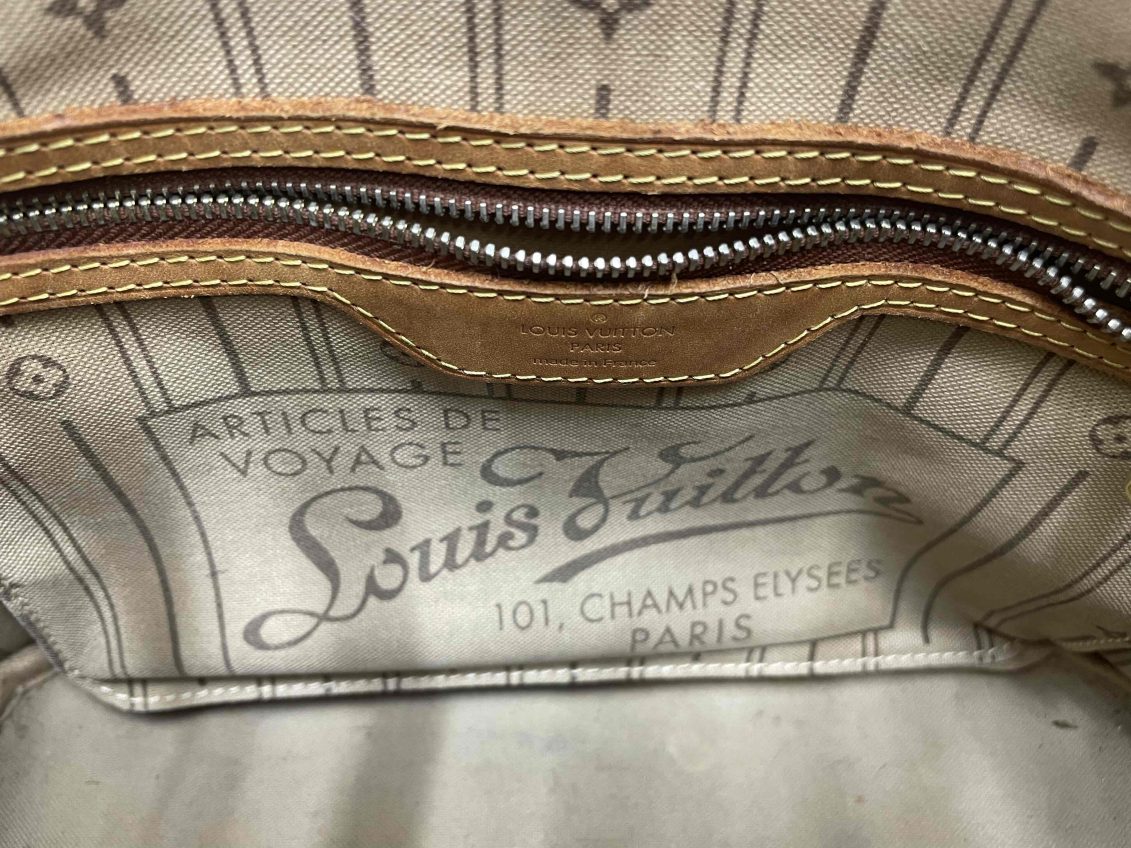 LOUIS VUITTON
PARIS
made in France
ARTICLES DE
VOYAGE
Louis Vuitton
101, CHAMPS ELYSEES
PARIS